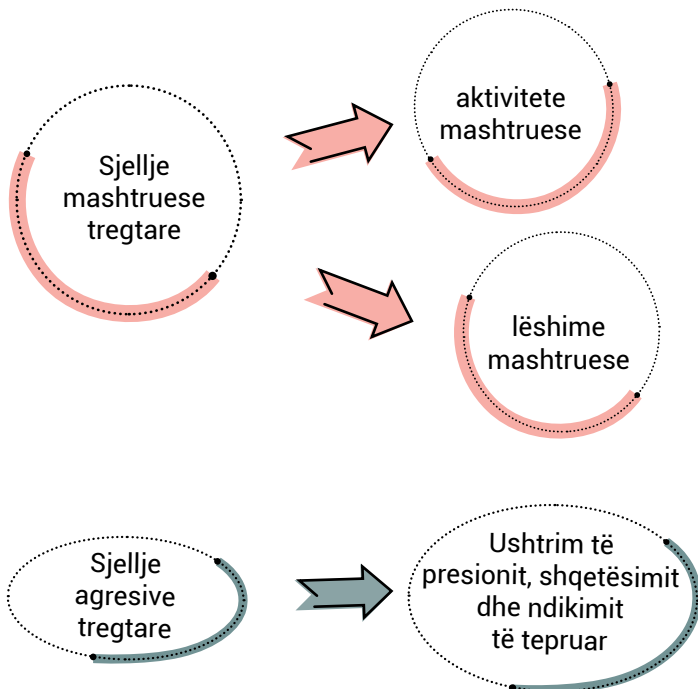 Sjellje
mashtruese
tregtare
aktivitete
mashtruese
lëshime
mashtruese
Sjellje
agresive
tregtare
Ushtrim të
presionit, shqetësimit
dhe ndikimit
të tepruar